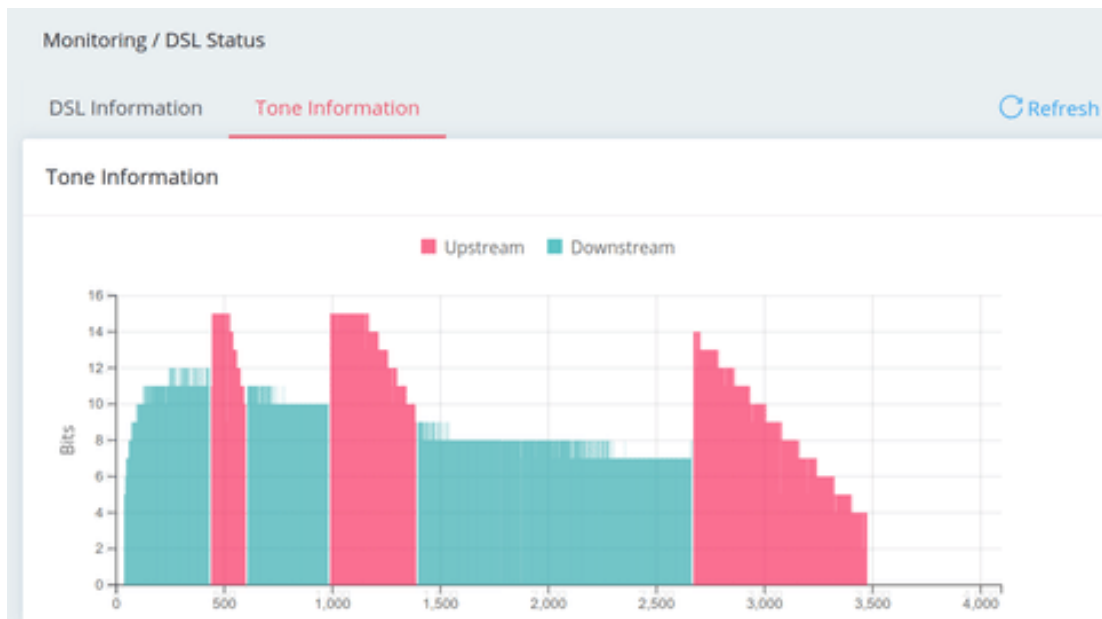 Monitoring / DSL Status
DSL Information Tone Information Refresh
Tone Information
Upstream Downstream
16
14
12
10
8
6
4
2
0
Bits
0 500 1,000 1,500 2,000 2,500 3,000 3,500 4,000